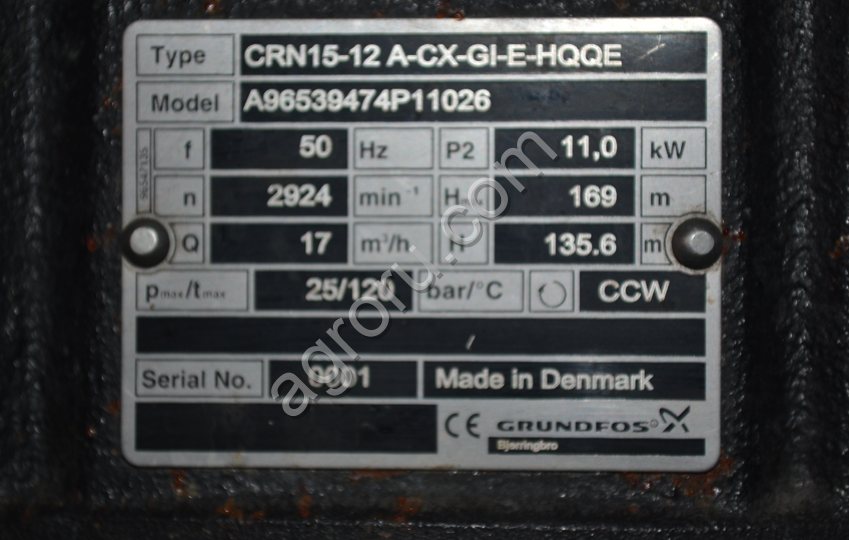 Type CRN15-12 A-CX-GI-E-HQQE
Model A96539474P11026
96547135
f 50 Hz P2 11,0 kW
n 2924 min⁻¹ 169 m
Q 17 m³/h H 135.6 m
pmax/tmax 25/120 bar/°C CCW
Serial No. 0001 Made in Denmark
CE GRUNDFOS
Bjerringbro
agroru.com